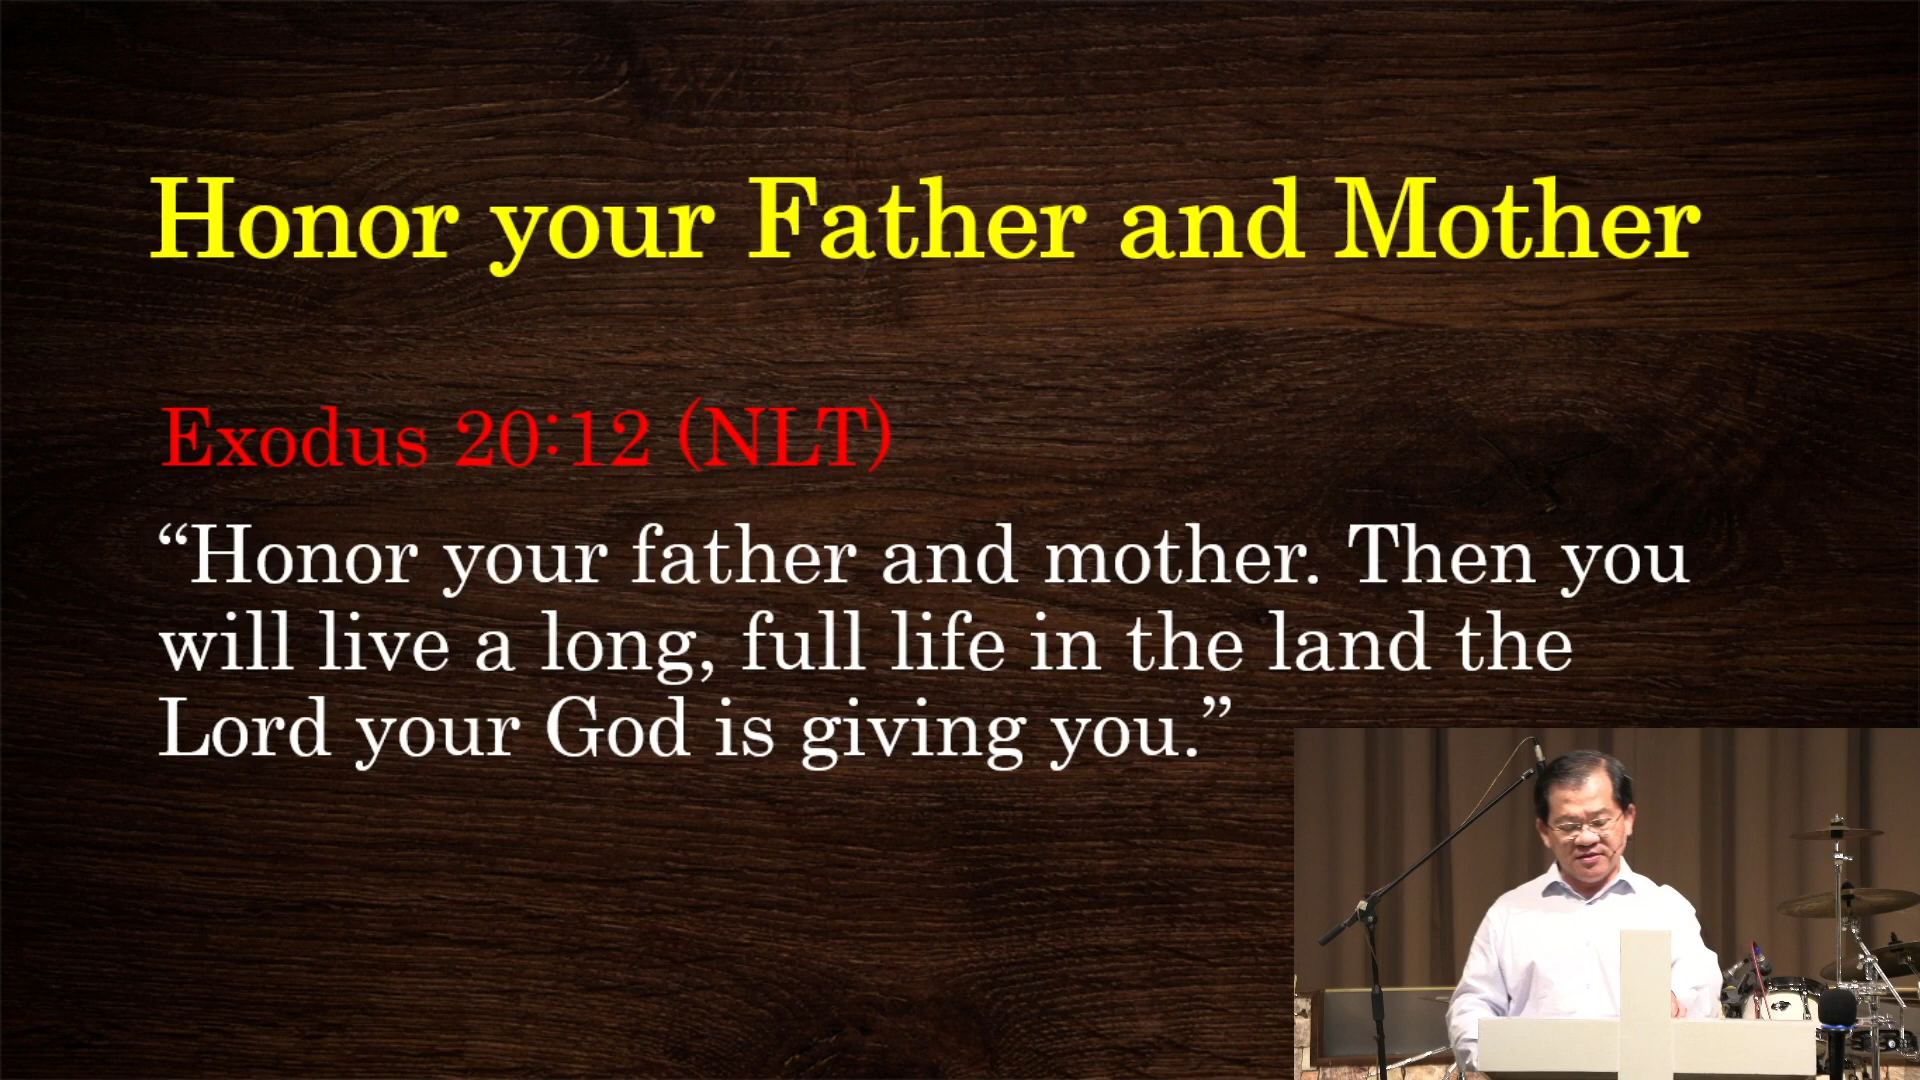 Honor your Father and Mother
Exodus 20:12 (NLT)
“Honor your father and mother. Then you
will live a long, full life in the land the
Lord your God is giving you.”